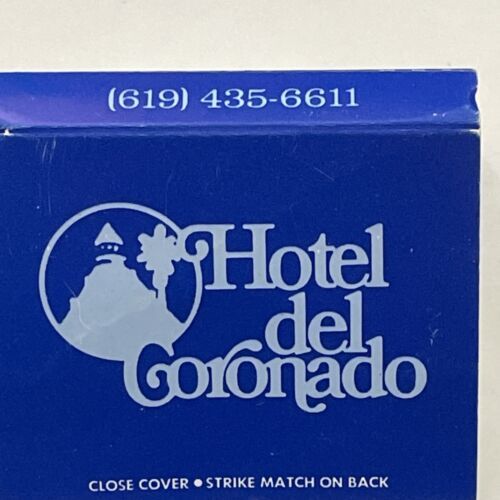 (619) 435-6611
Hotel
del
Coronado
CLOSE COVER • STRIKE MATCH ON BACK